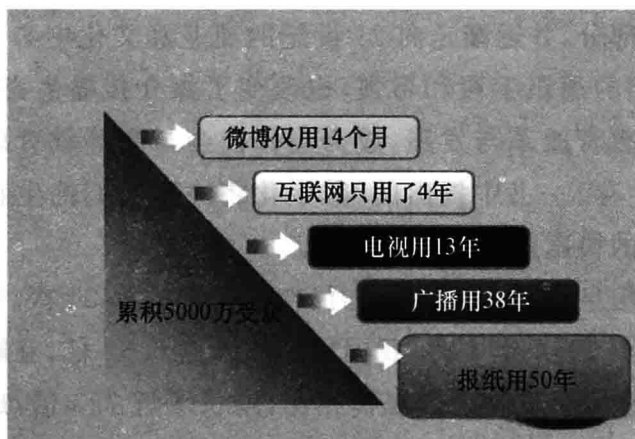 微博仅用14个月
互联网只用了4年
电视用13年
广播用38年
累积5000万受众
报纸用50年